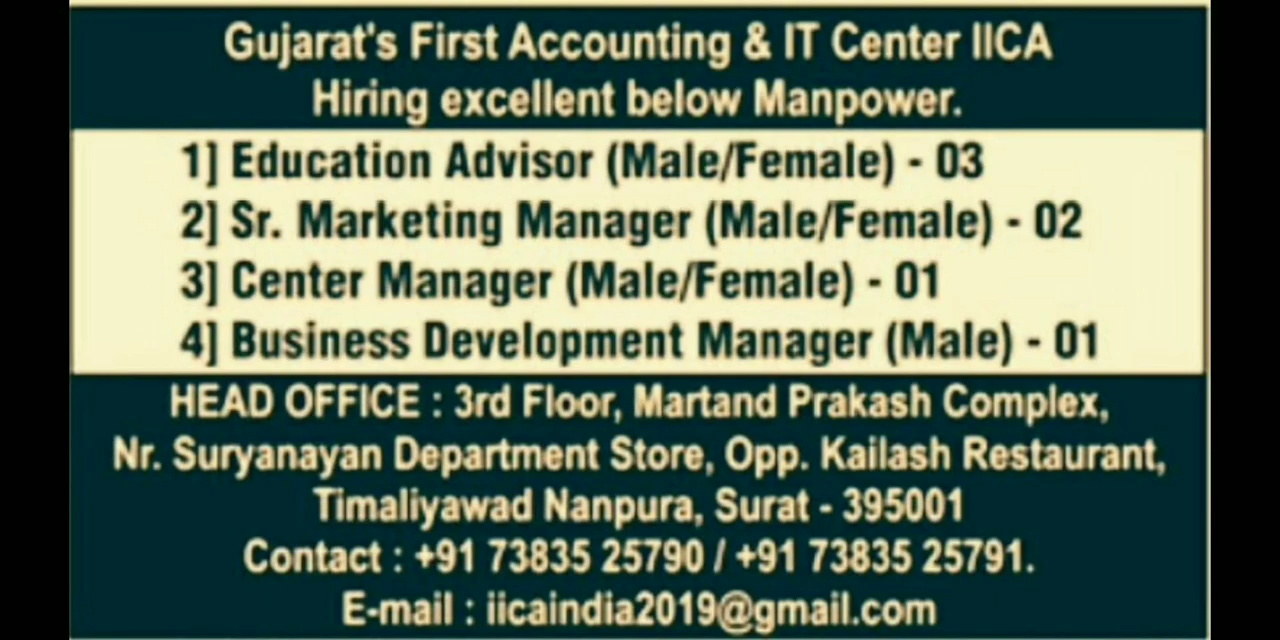 Gujarat's First Accounting & IT Center IICA
Hiring excellent below Manpower.
1] Education Advisor (Male/Female) - 03
2] Sr. Marketing Manager (Male/Female) - 02
3] Center Manager (Male/Female) - 01
4] Business Development Manager (Male) - 01
HEAD OFFICE : 3rd Floor, Martand Prakash Complex,
Nr. Suryanayan Department Store, Opp. Kailash Restaurant,
Timaliyawad Nanpura, Surat - 395001
Contact : +91 73835 25790 / +91 73835 25791.
E-mail : iicaindia2019@gmail.com